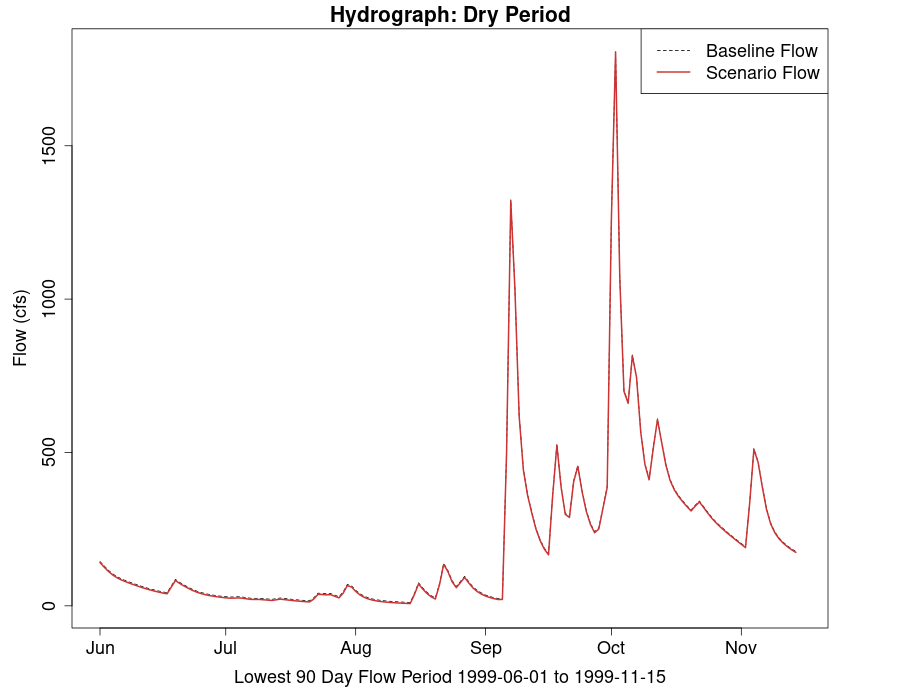 Hydrograph: Dry Period
Baseline Flow
Scenario Flow
Flow (cfs)
1500
1000
500
0
Jun Jul Aug Sep Oct Nov
Lowest 90 Day Flow Period 1999-06-01 to 1999-11-15